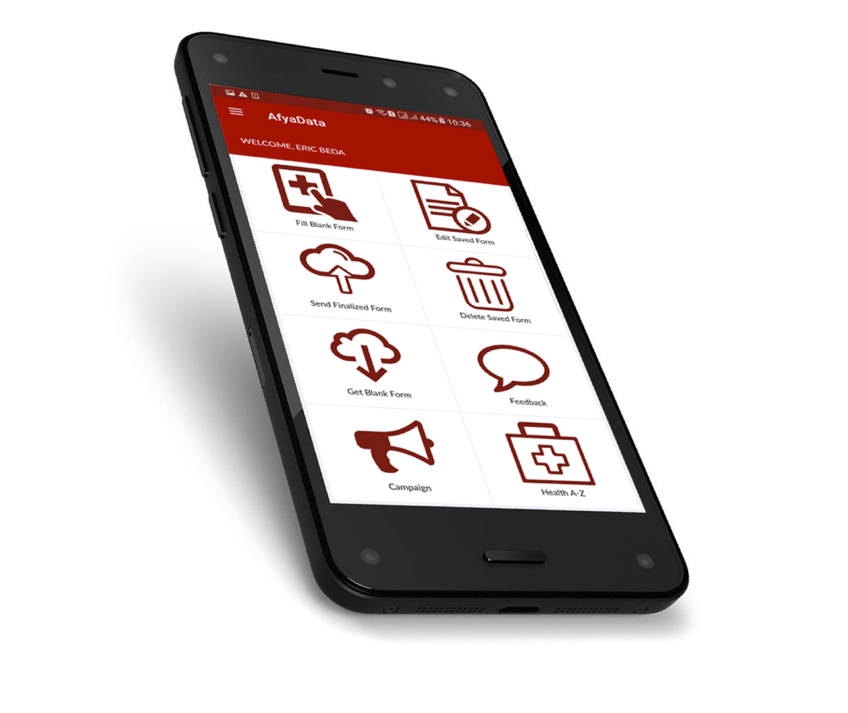 44% 10:36
AfyaData
WELCOME, ERIC BEDA
Fill Blank Form
Edit Saved Form
Send Finalized Form
Delete Saved Form
Get Blank Form
Feedback
Campaign
Health A-Z